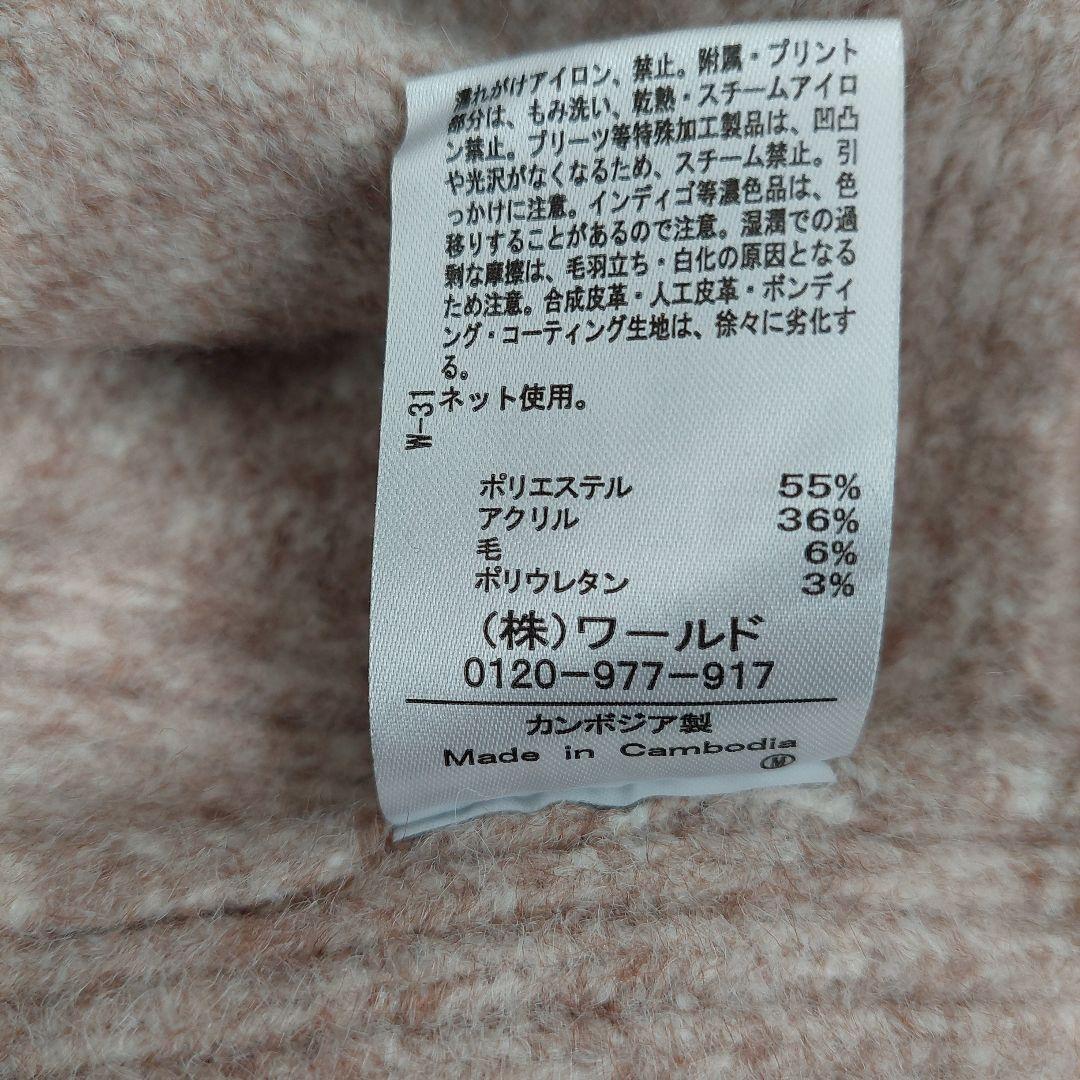 濡れがけアイロン、禁止。附属・プリント
部分は、もみ洗い、乾熱・スチームアイロ
ン禁止。プリーツ等特殊加工製品は、凹凸
や光沢がなくなるため、スチーム禁止。引
っかけに注意。インディゴ等濃色品は、色
移りすることがあるので注意。湿潤での過
剰な摩擦は、毛羽立ち・白化の原因となる
ため注意。合成皮革・人工皮革・ボンディ
ング・コーティング生地は、徐々に劣化す
る。
ネット使用。
W-31
ポリエステル 55%
アクリル 36%
毛 6%
ポリウレタン 3%
(株)ワールド
0120-977-917
カンボジア製
Made in Cambodia
M